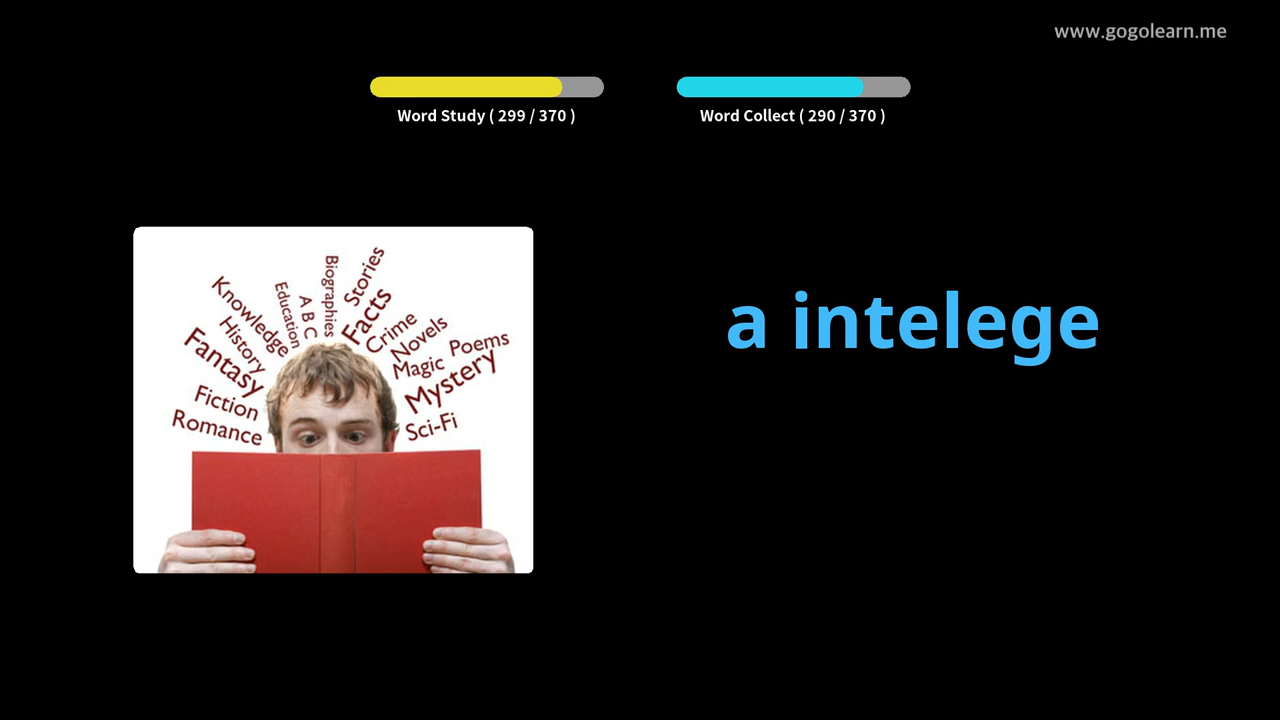 www.gogolearn.me
Word Study ( 299 / 370 )
Word Collect ( 290 / 370 )
a intelege
Biographies
Stories
Education
A B C
Facts
Knowledge
Crime
History
Novels
Fantasy
Magic
Poems
Mystery
Fiction
Romance
Sci-Fi